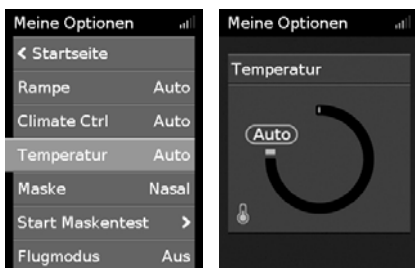 Meine Optionen
< Startseite
Rampe Auto
Climate Ctrl Auto
Temperatur Auto
Maske Nasal
Start Maskentest >
Flugmodus Aus
Meine Optionen
Temperatur
Auto